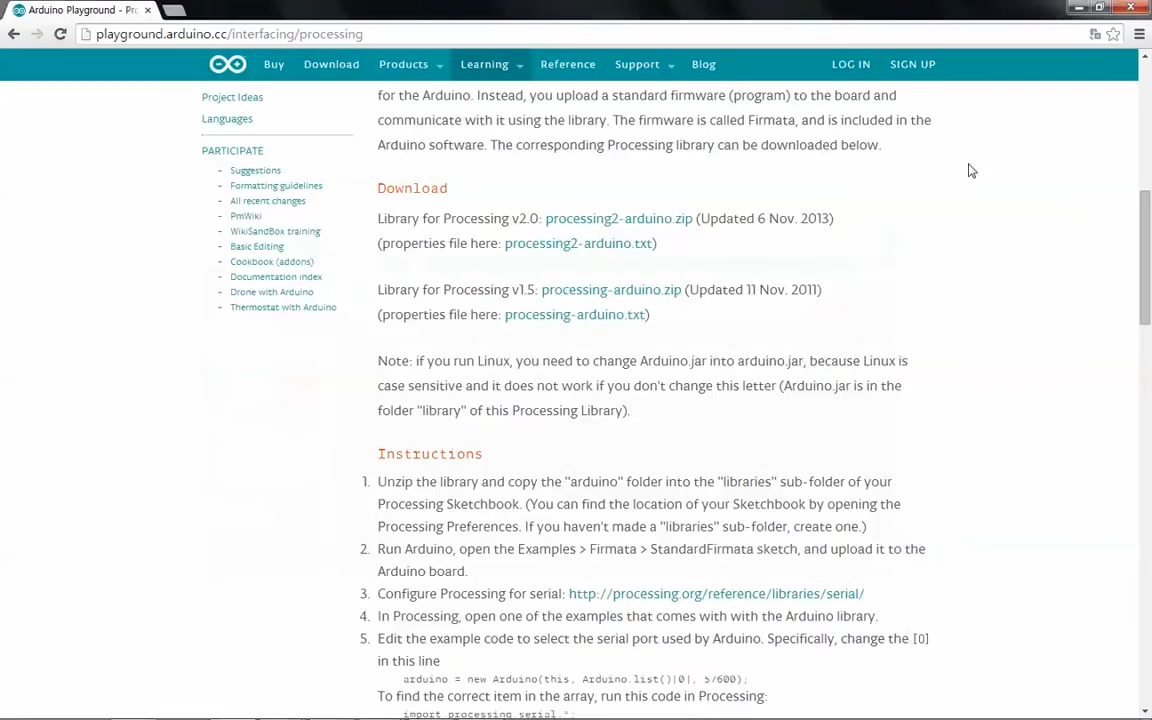 Arduino Playground - Pro
playground.arduino.cc/interfacing/processing
Buy Download Products Learning Reference Support Blog LOG IN SIGN UP
Project Ideas
Languages
PARTICIPATE
- Suggestions
- Formatting guidelines
- All recent changes
- PmWiki
- WikiSandBox training
- Basic Editing
- Cookbook (addons)
- Documentation index
- Drone with Arduino
- Thermostat with Arduino
for the Arduino. Instead, you upload a standard firmware (program) to the board and
communicate with it using the library. The firmware is called Firmata, and is included in the
Arduino software. The corresponding Processing library can be downloaded below.
Download
Library for Processing v2.0: processing2-arduino.zip (Updated 6 Nov. 2013)
(properties file here: processing2-arduino.txt)
Library for Processing v1.5: processing-arduino.zip (Updated 11 Nov. 2011)
(properties file here: processing-arduino.txt)
Note: if you run Linux, you need to change Arduino.jar into arduino.jar, because Linux is
case sensitive and it does not work if you don't change this letter (Arduino.jar is in the
folder "library" of this Processing Library).
Instructions
1. Unzip the library and copy the "arduino" folder into the "libraries" sub-folder of your
Processing Sketchbook. (You can find the location of your Sketchbook by opening the
Processing Preferences. If you haven't made a "libraries" sub-folder, create one.)
2. Run Arduino, open the Examples > Firmata > StandardFirmata sketch, and upload it to the
Arduino board.
3. Configure Processing for serial: http://processing.org/reference/libraries/serial/
4. In Processing, open one of the examples that comes with with the Arduino library.
5. Edit the example code to select the serial port used by Arduino. Specifically, change the [0]
in this line
arduino = new Arduino(this, Arduino.list()[0], 57600);
To find the correct item in the array, run this code in Processing:
import processing.serial.*;